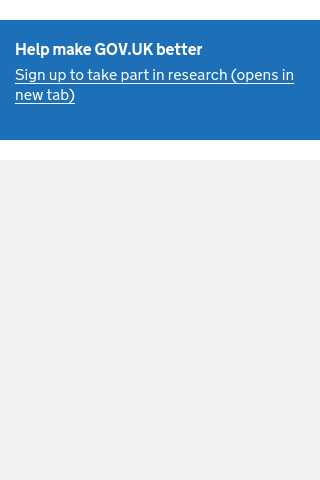 Help make GOV.UK better
Sign up to take part in research (opens in
new tab)